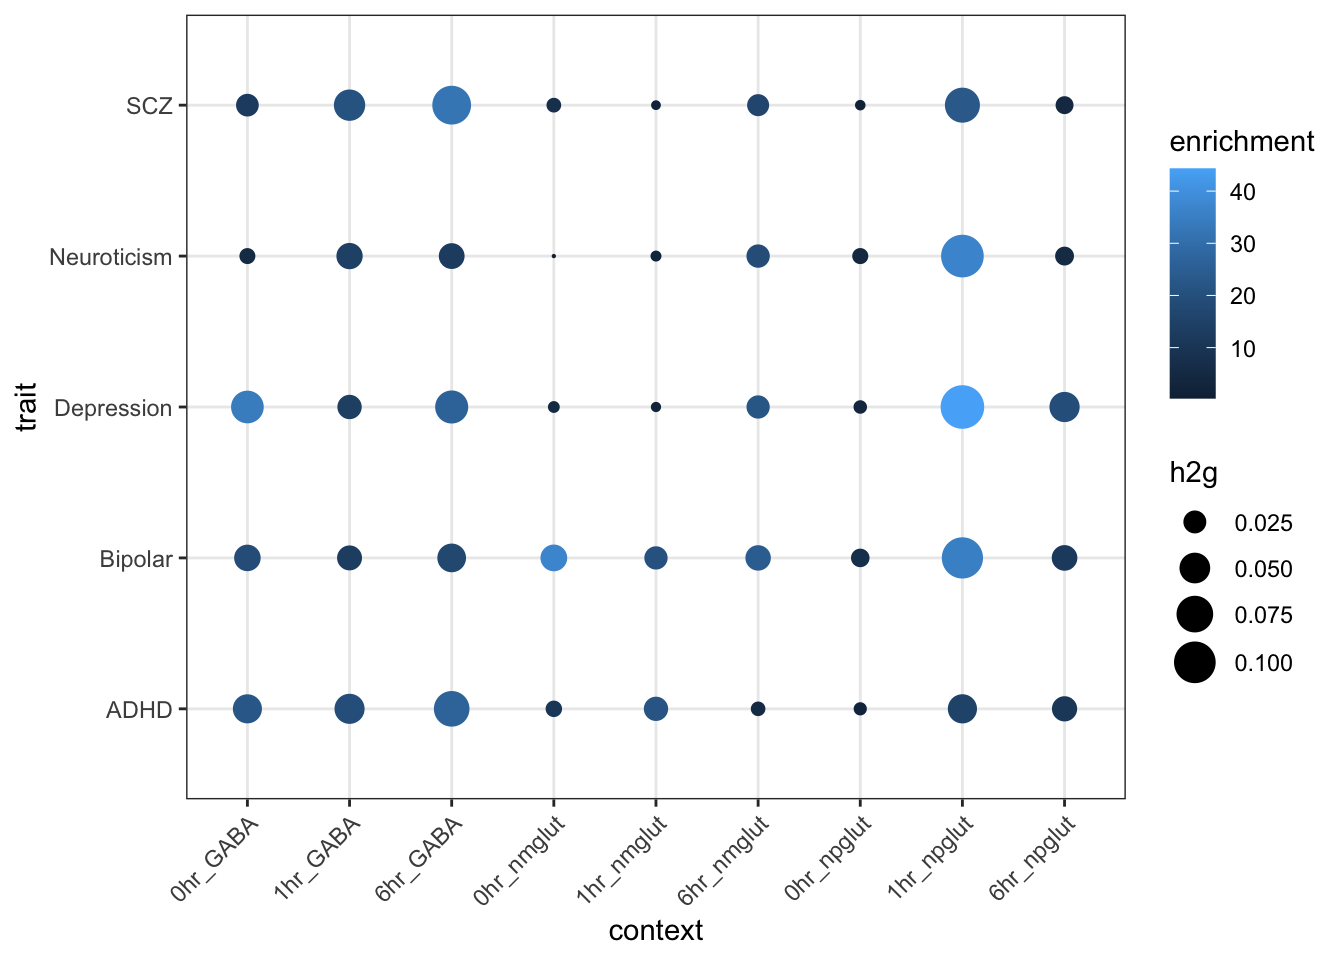 SCZ
Neuroticism
Depression
Bipolar
ADHD
trait
0hr_GABA
1hr_GABA
6hr_GABA
0hr_nmglut
1hr_nmglut
6hr_nmglut
0hr_npglut
1hr_npglut
6hr_npglut
context
enrichment
40
30
20
10
h2g
0.025
0.050
0.075
0.100